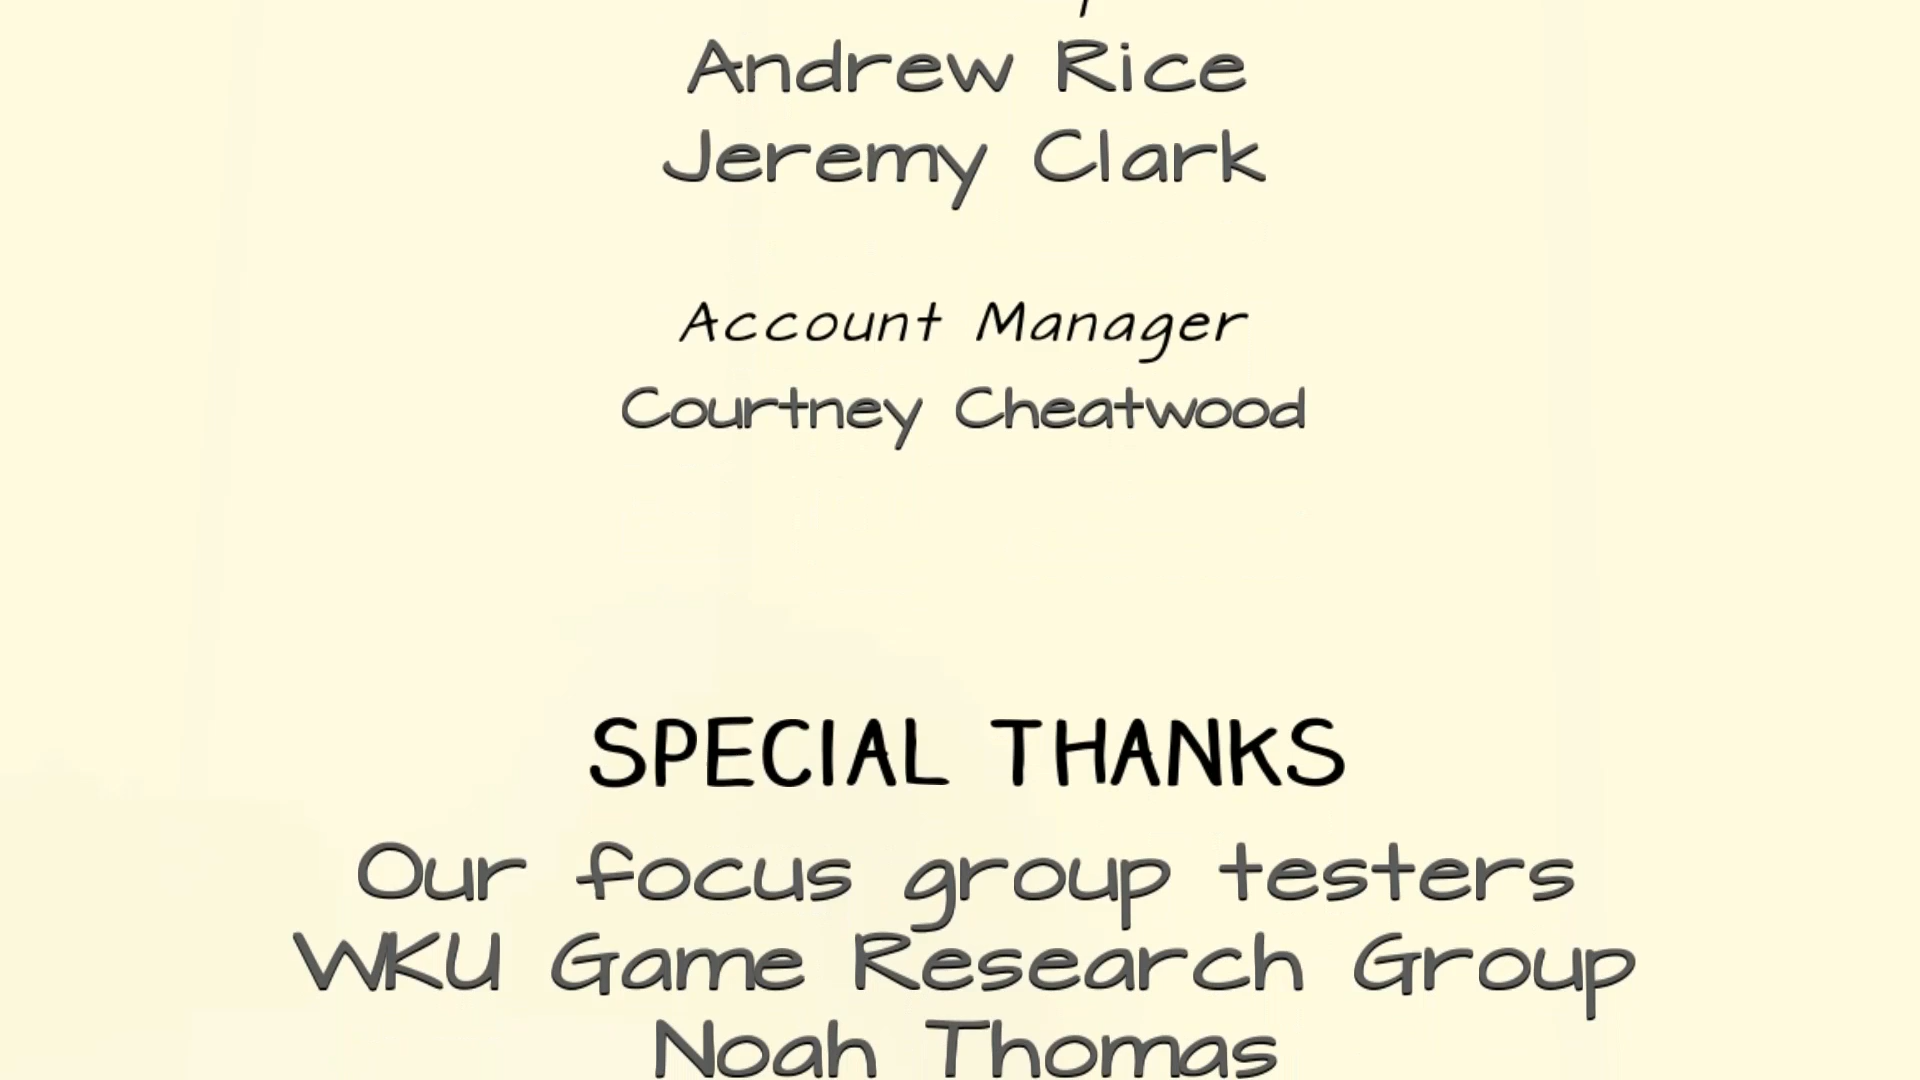 Andrew Rice
Jeremy Clark
Account Manager
Courtney Cheatwood
SPECIAL THANKS
Our focus group testers
WKU Game Research Group
Noah Thomas